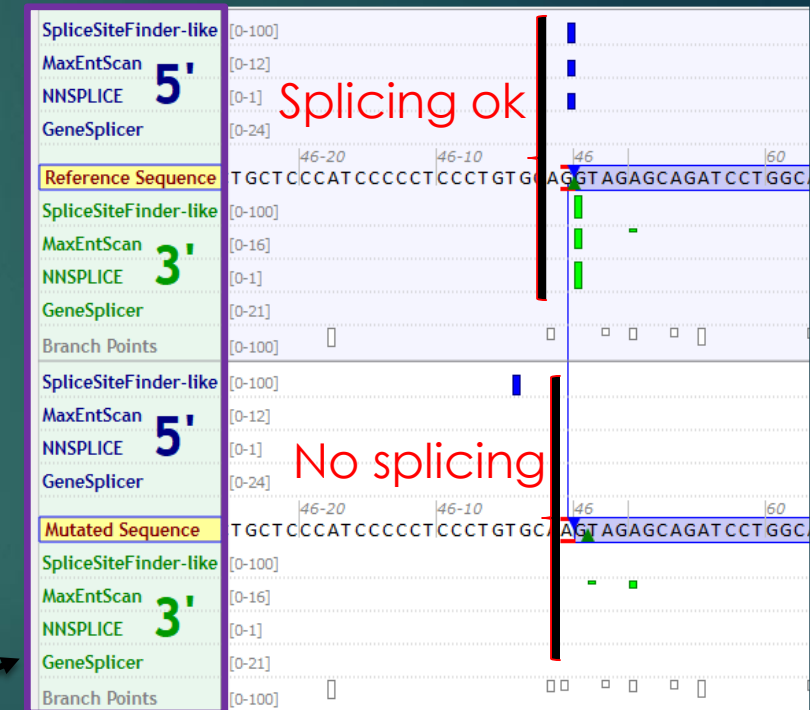 SpliceSiteFinder-like [0-100]
MaxEntScan [0-12]
5'
NNSPLICE [0-1]
GeneSplicer [0-24]
Splicing ok
46-20 46-10 46 60
Reference Sequence TGCTCCCATCCCCCTCCCTGTG AGGTAGAGCAGATCCTGGCA
SpliceSiteFinder-like [0-100]
MaxEntScan [0-16]
3'
NNSPLICE [0-1]
GeneSplicer [0-21]
Branch Points [0-100]
SpliceSiteFinder-like [0-100]
MaxEntScan [0-12]
5'
NNSPLICE [0-1]
GeneSplicer [0-24]
No splicing
46-20 46-10 46 60
Mutated Sequence TGCTCCCATCCCCCTCCCTGTGC AGTAGAGCAGATCCTGGCA
SpliceSiteFinder-like [0-100]
MaxEntScan [0-16]
3'
NNSPLICE [0-1]
GeneSplicer [0-21]
Branch Points [0-100]